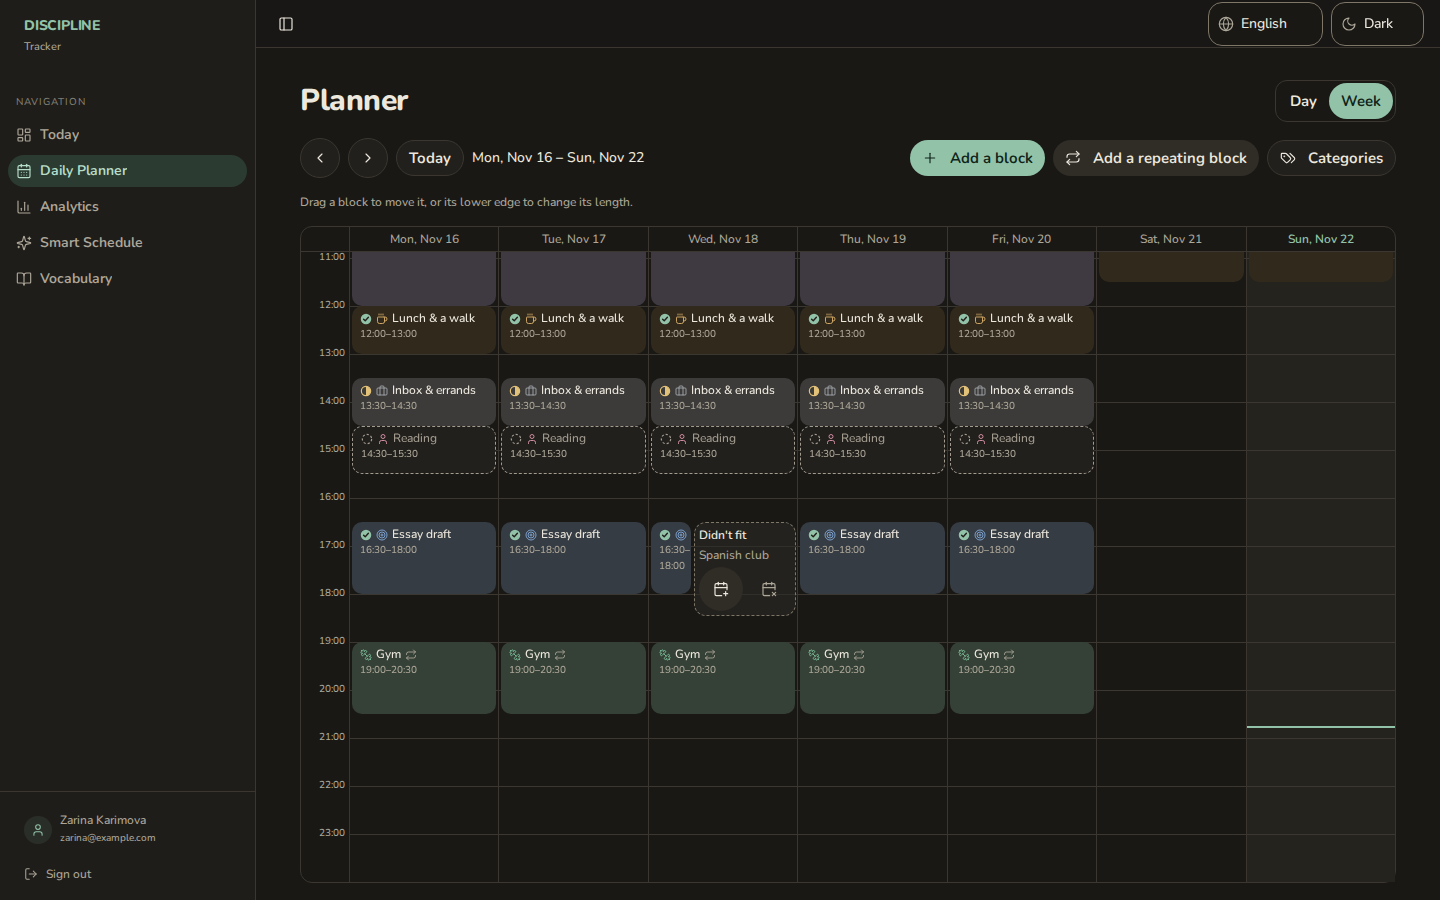 DISCIPLINE
Tracker
NAVIGATION
Today
Daily Planner
Analytics
Smart Schedule
Vocabulary
Zarina Karimova
zarina@example.com
Sign out
English
Dark
Planner
Day
Week
Today
Mon, Nov 16 – Sun, Nov 22
Add a block
Add a repeating block
Categories
Drag a block to move it, or its lower edge to change its length.
Mon, Nov 16
Tue, Nov 17
Wed, Nov 18
Thu, Nov 19
Fri, Nov 20
Sat, Nov 21
Sun, Nov 22
11:00
12:00
Lunch & a walk
12:00–13:00
Lunch & a walk
12:00–13:00
Lunch & a walk
12:00–13:00
Lunch & a walk
12:00–13:00
Lunch & a walk
12:00–13:00
13:00
Inbox & errands
13:30–14:30
Inbox & errands
13:30–14:30
Inbox & errands
13:30–14:30
Inbox & errands
13:30–14:30
Inbox & errands
13:30–14:30
14:00
Reading
14:30–15:30
Reading
14:30–15:30
Reading
14:30–15:30
Reading
14:30–15:30
Reading
14:30–15:30
15:00
16:00
Essay draft
16:30–18:00
Essay draft
16:30–18:00
16:30–
18:00
Didn't fit
Spanish club
Essay draft
16:30–18:00
Essay draft
16:30–18:00
17:00
18:00
19:00
Gym
19:00–20:30
Gym
19:00–20:30
Gym
19:00–20:30
Gym
19:00–20:30
Gym
19:00–20:30
20:00
21:00
22:00
23:00